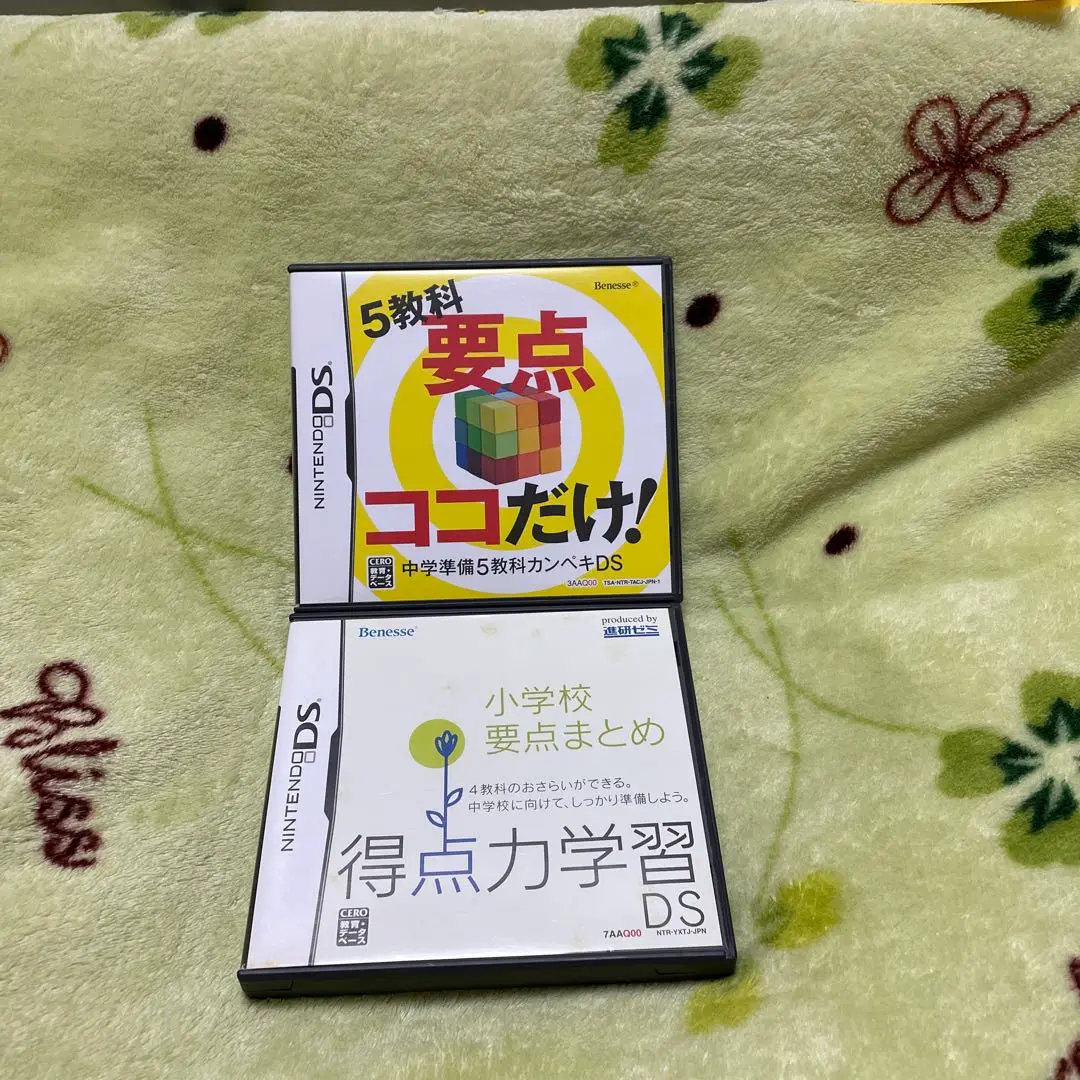 Benesse®
5教科
要点
ココだけ!
中学準備5教科カンペキDS
NINTENDO DS®
CERO
教育・
データ
ベース
3AAQ00 TSA-NTR-TACJ-JPN-1
Benesse®
produced by
進研ゼミ
小学校
要点まとめ
4教科のおさらいができる。
中学校に向けて、しっかり準備しよう。
得点力学習
DS
NINTENDO DS®
CERO
教育・
データ
ベース
7AAQ00 NTR-YXTJ-JPN